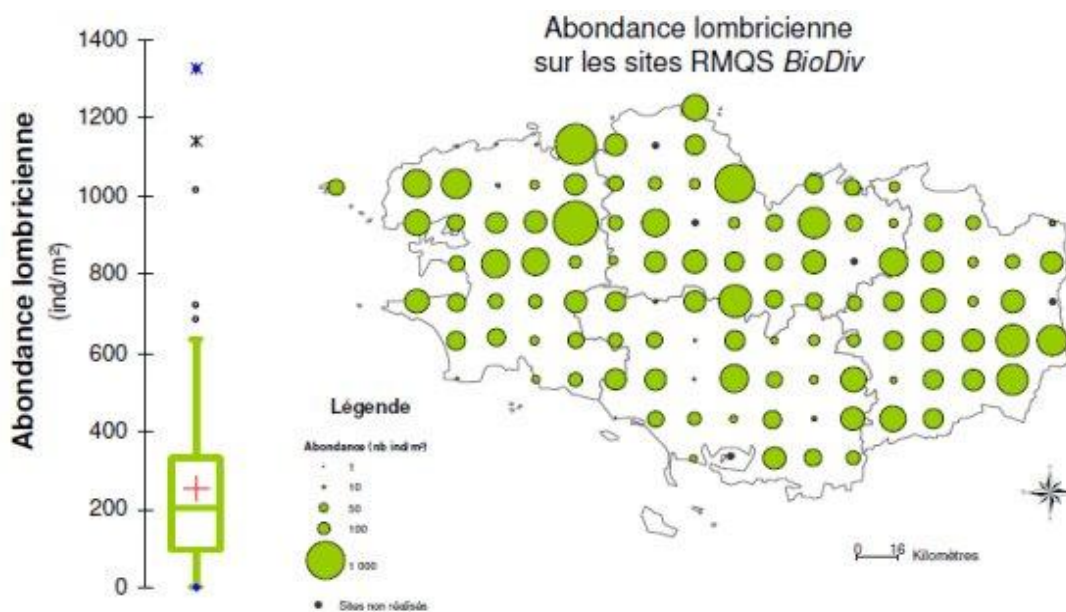 Abondance lombricienne
sur les sites RMQS BioDiv
Abondance lombricienne
(ind/m²)
1400
1200
1000
800
600
400
200
0
Légende
Abondance (nb ind/m²)
1
10
50
100
1 000
Sites non réalisés
0 16 Kilomètres